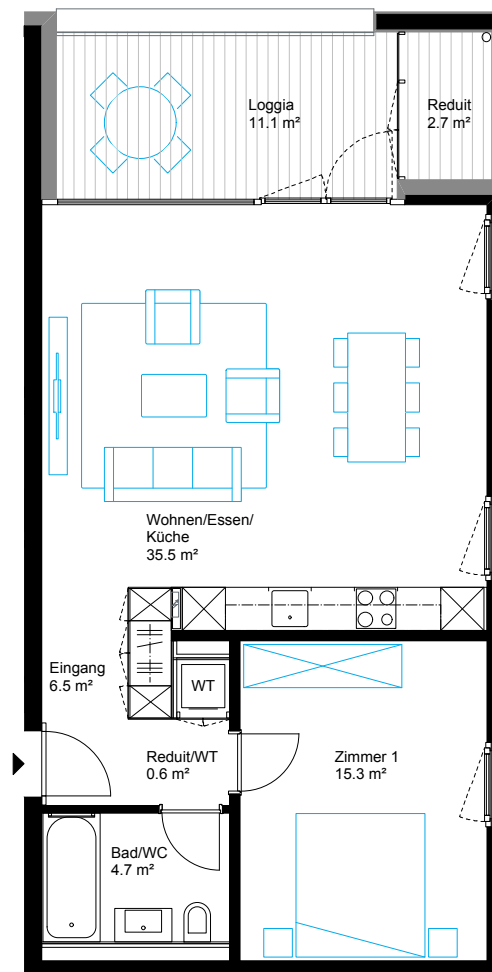 Loggia
11.1 m²
Reduit
2.7 m²
Wohnen/Essen/
Küche
35.5 m²
Eingang
6.5 m²
WT
Reduit/WT
0.6 m²
Zimmer 1
15.3 m²
Bad/WC
4.7 m²